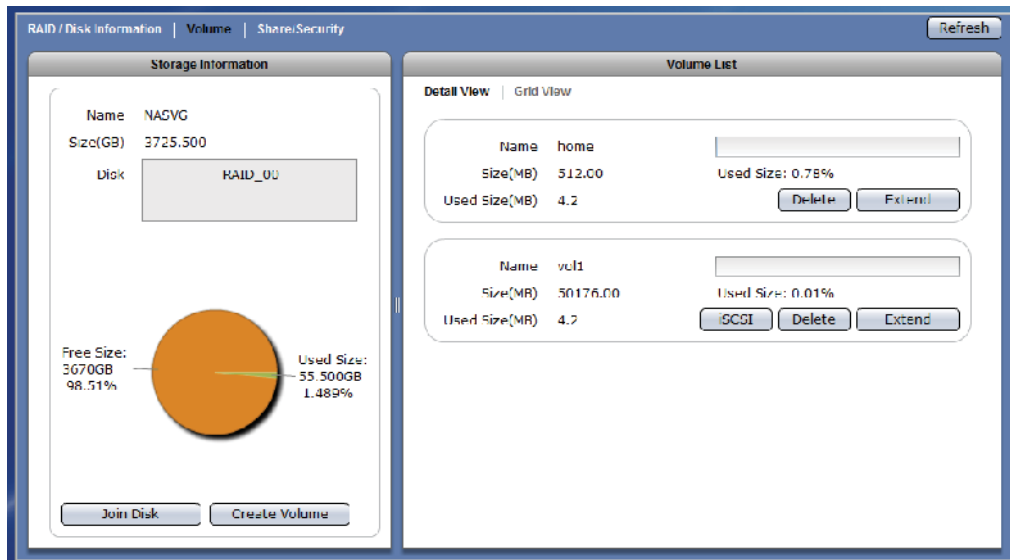 RAID / Disk Information | Volume | Share/Security
Refresh
Storage Information
Name NASVG
Size(GB) 3725.500
Disk RAID_00
Free Size:
3670GB
98.51%
Used Size:
55.500GB
1.489%
Join Disk
Create Volume
Volume List
Detail View | Grid View
Name home
Size(MB) 512.00
Used Size: 0.78%
Used Size(MB) 4.2
Delete Extend
Name vol1
Size(MB) 50176.00
Used Size: 0.01%
Used Size(MB) 4.2
iSCSI Delete Extend